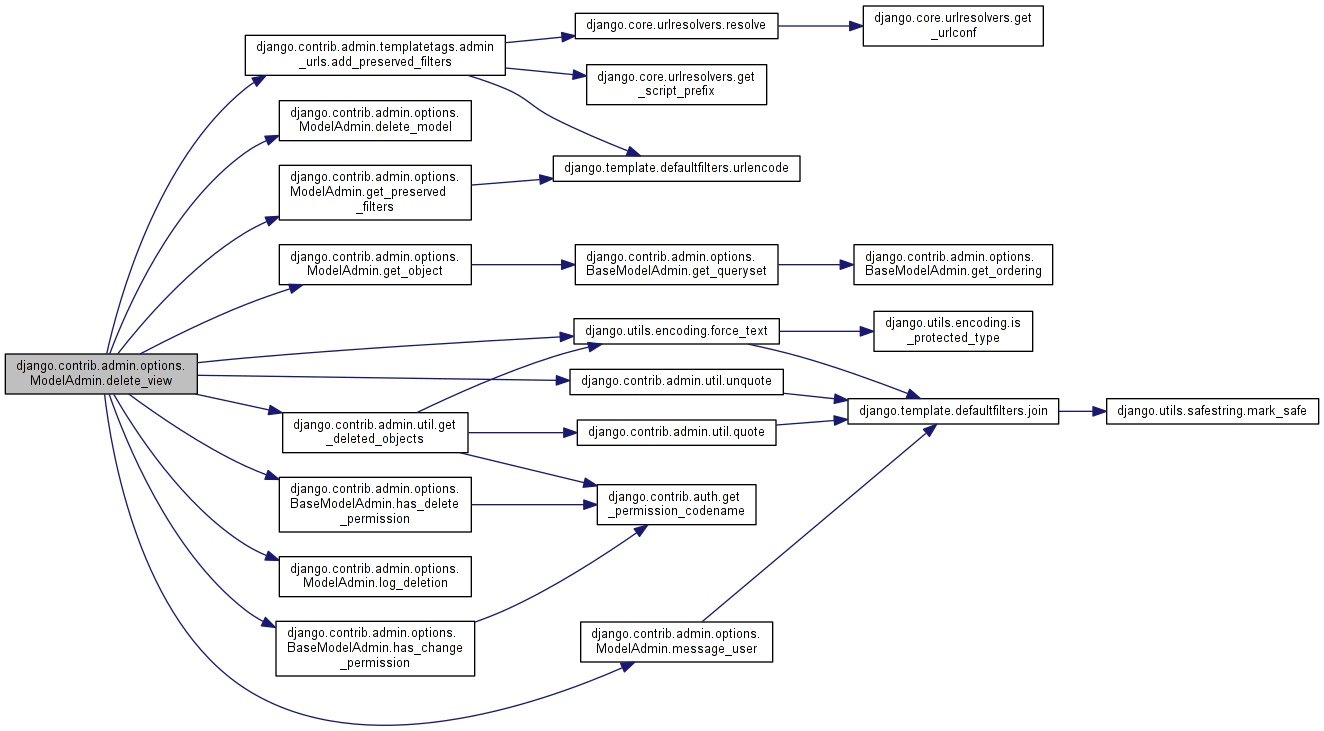 django.contrib.admin.options.
ModelAdmin.delete_view
django.contrib.admin.templatetags.admin
_urls.add_preserved_filters
django.core.urlresolvers.resolve
django.core.urlresolvers.get
_urlconf
django.core.urlresolvers.get
_script_prefix
django.contrib.admin.options.
ModelAdmin.delete_model
django.template.defaultfilters.urlencode
django.contrib.admin.options.
ModelAdmin.get_preserved
_filters
django.contrib.admin.options.
ModelAdmin.get_object
django.contrib.admin.options.
BaseModelAdmin.get_queryset
django.contrib.admin.options.
BaseModelAdmin.get_ordering
django.utils.encoding.force_text
django.utils.encoding.is
_protected_type
django.contrib.admin.util.unquote
django.template.defaultfilters.join
django.utils.safestring.mark_safe
django.contrib.admin.util.get
_deleted_objects
django.contrib.admin.util.quote
django.contrib.admin.options.
BaseModelAdmin.has_delete
_permission
django.contrib.auth.get
_permission_codename
django.contrib.admin.options.
ModelAdmin.log_deletion
django.contrib.admin.options.
BaseModelAdmin.has_change
_permission
django.contrib.admin.options.
ModelAdmin.message_user